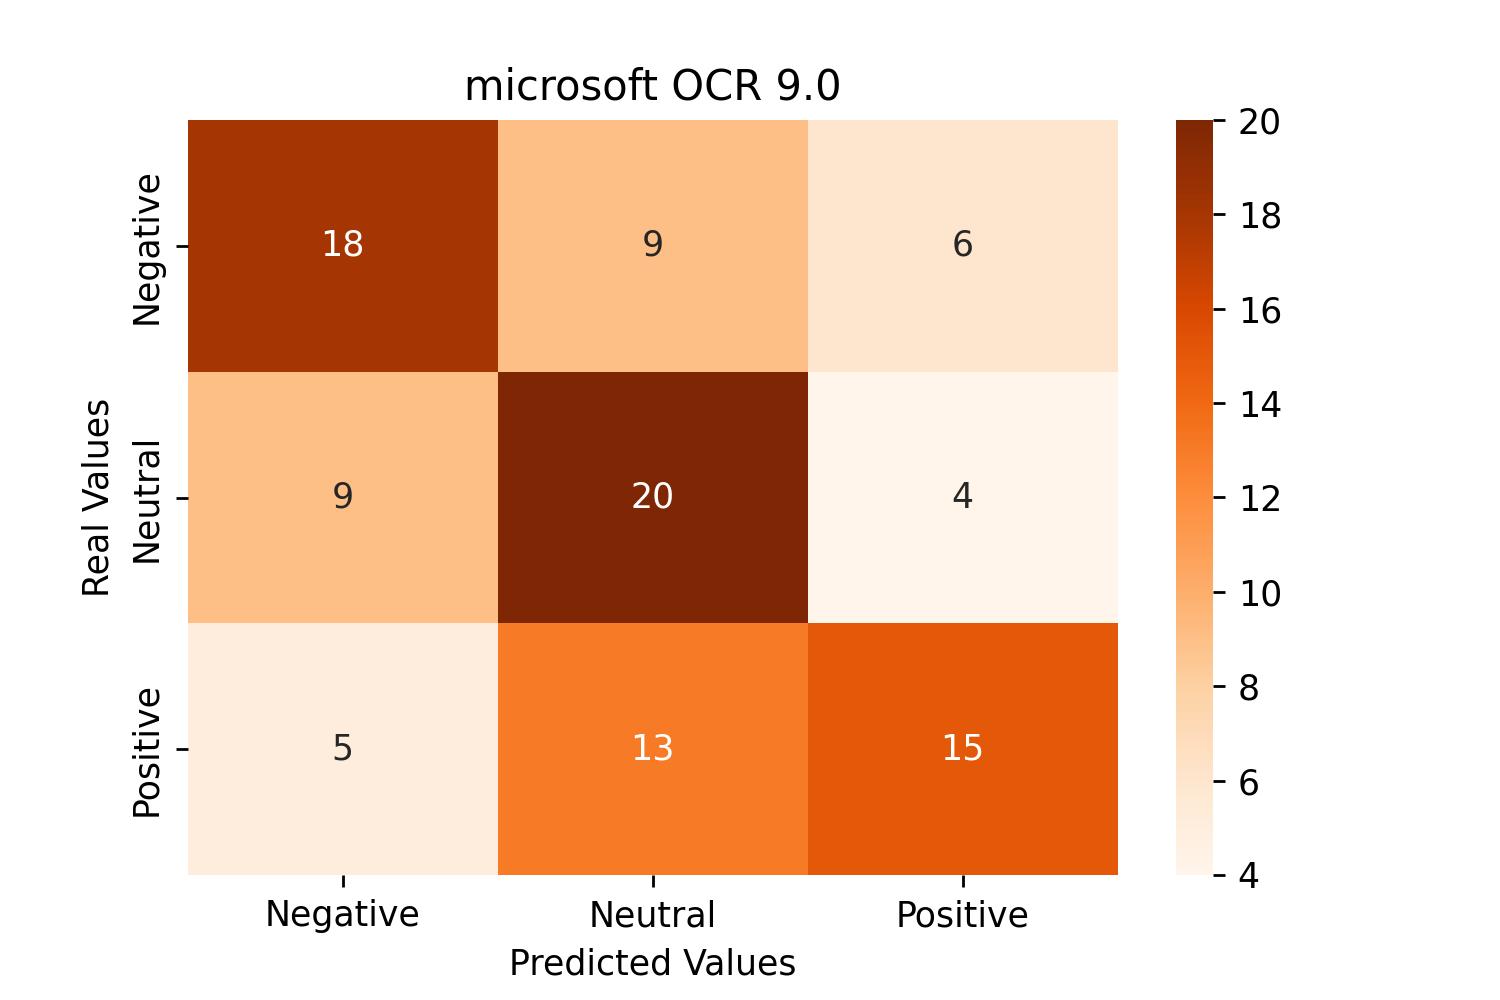 microsoft OCR 9.0
Real Values
Negative
18 9 6
Neutral
9 20 4
Positive
5 13 15
Negative Neutral Positive
Predicted Values
20
18
16
14
12
10
8
6
4